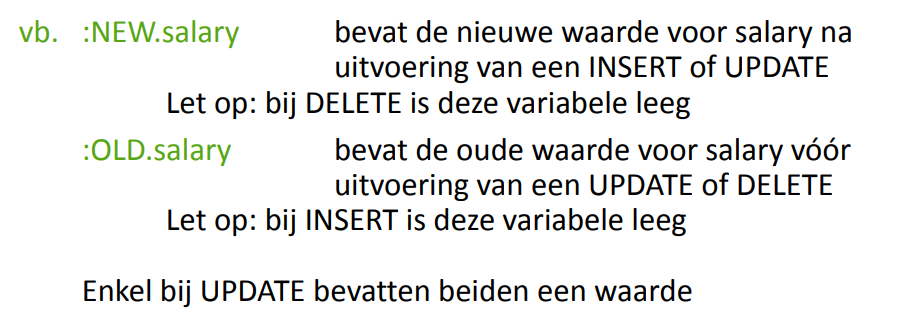 vb. :NEW.salary bevat de nieuwe waarde voor salary na
uitvoering van een INSERT of UPDATE
Let op: bij DELETE is deze variabele leeg
:OLD.salary bevat de oude waarde voor salary vóór
uitvoering van een UPDATE of DELETE
Let op: bij INSERT is deze variabele leeg
Enkel bij UPDATE bevatten beiden een waarde